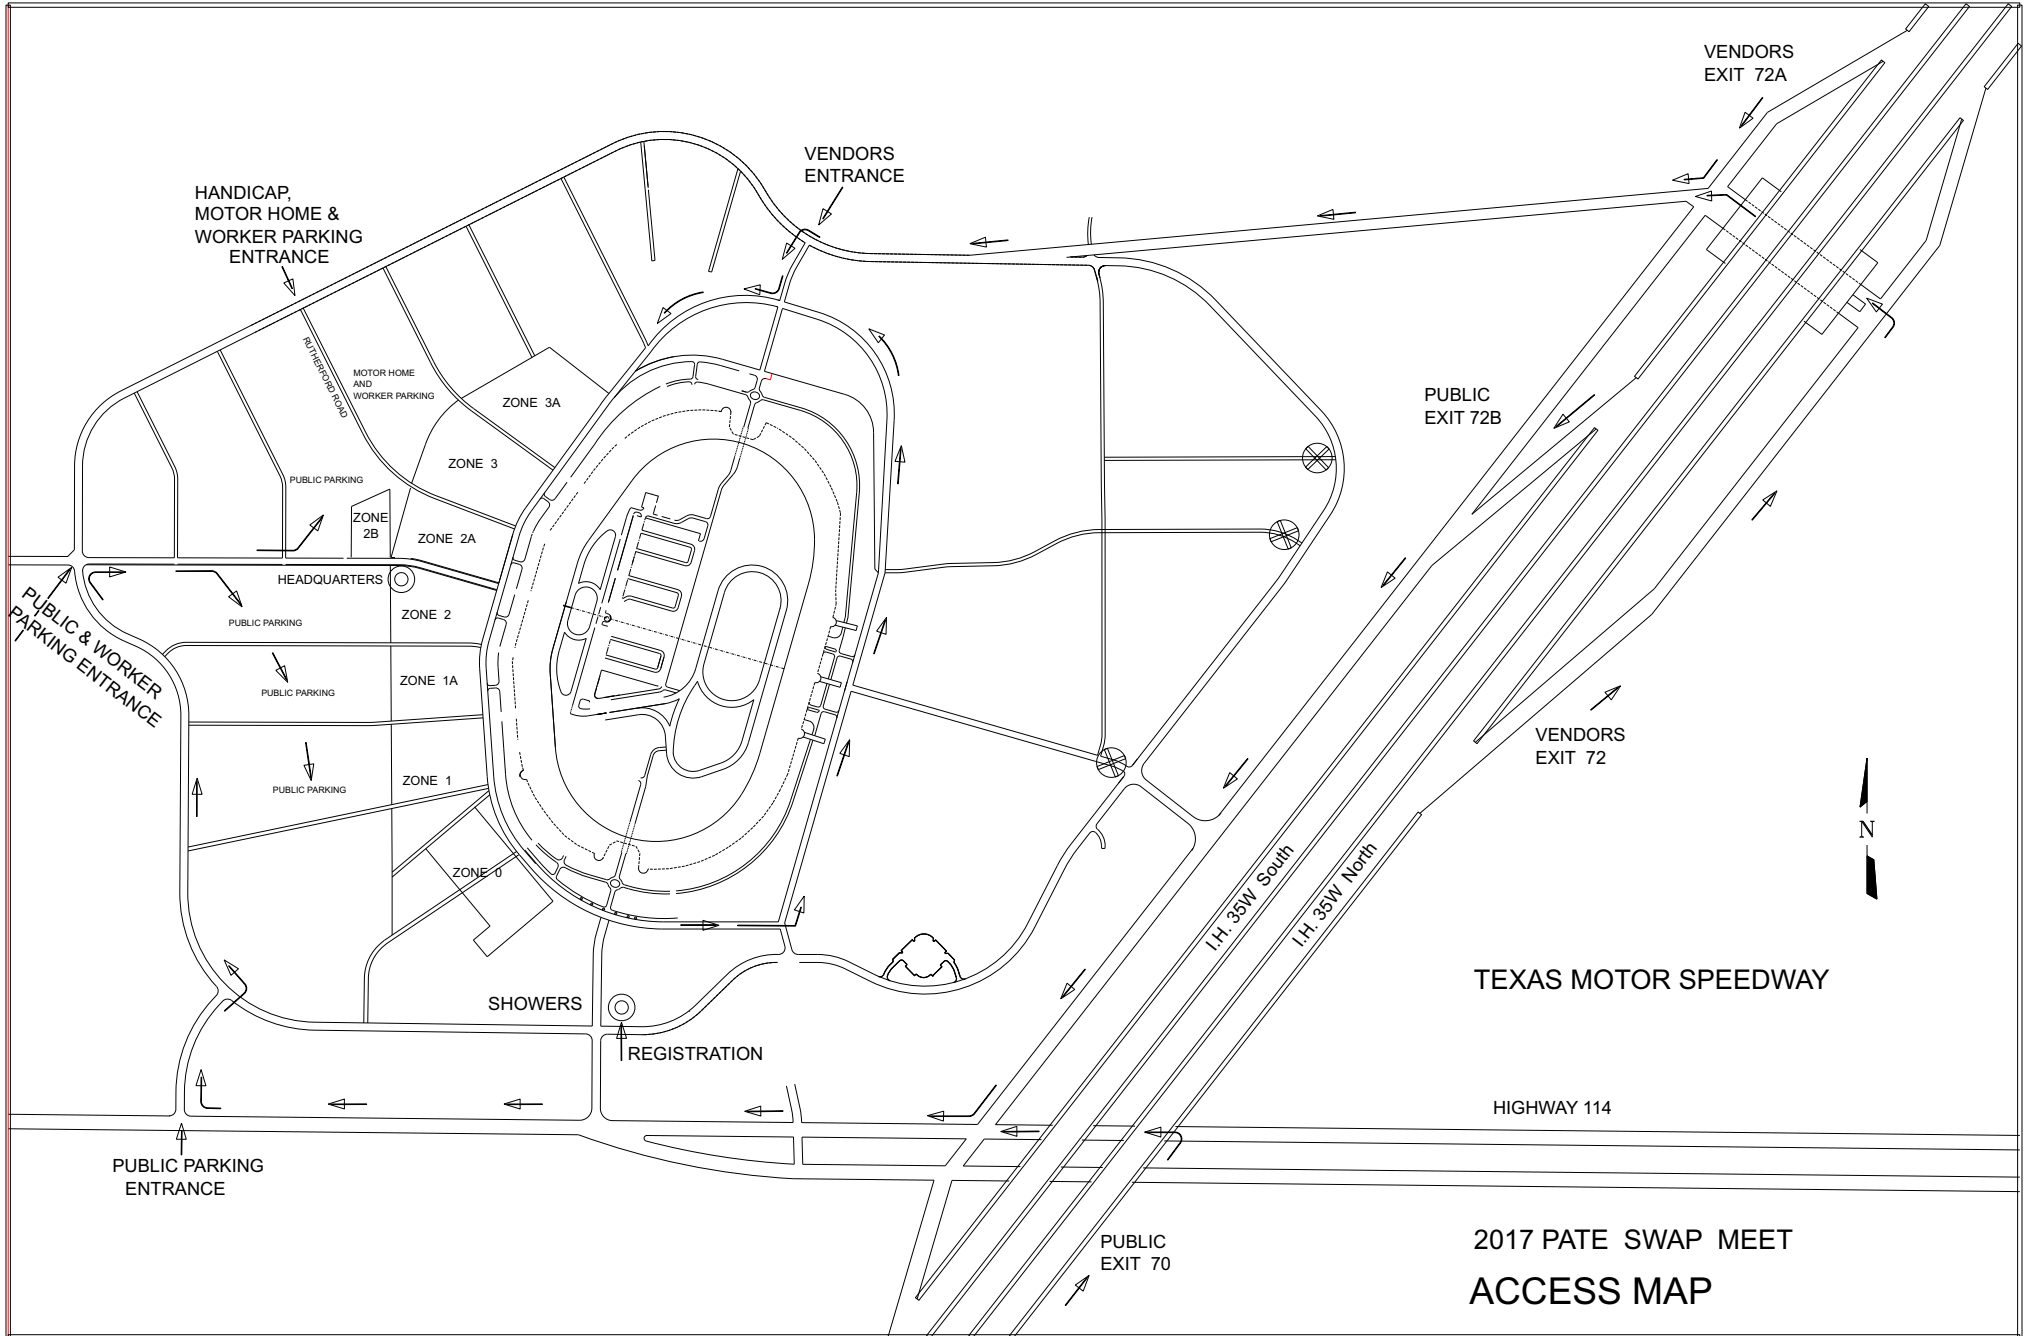 VENDORS
EXIT 72A
VENDORS
ENTRANCE
HANDICAP,
MOTOR HOME &
WORKER PARKING
ENTRANCE
RUTHERFORD ROAD
MOTOR HOME
AND
WORKER PARKING
ZONE 3A
PUBLIC
EXIT 72B
ZONE 3
PUBLIC PARKING
ZONE
2B
ZONE 2A
HEADQUARTERS
PUBLIC & WORKER
PARKING ENTRANCE
PUBLIC PARKING
ZONE 2
PUBLIC PARKING
ZONE 1A
VENDORS
EXIT 72
PUBLIC PARKING
ZONE 1
N
ZONE 0
I.H. 35W South
I.H. 35W North
TEXAS MOTOR SPEEDWAY
SHOWERS
REGISTRATION
HIGHWAY 114
PUBLIC PARKING
ENTRANCE
PUBLIC
EXIT 70
2017 PATE SWAP MEET
ACCESS MAP